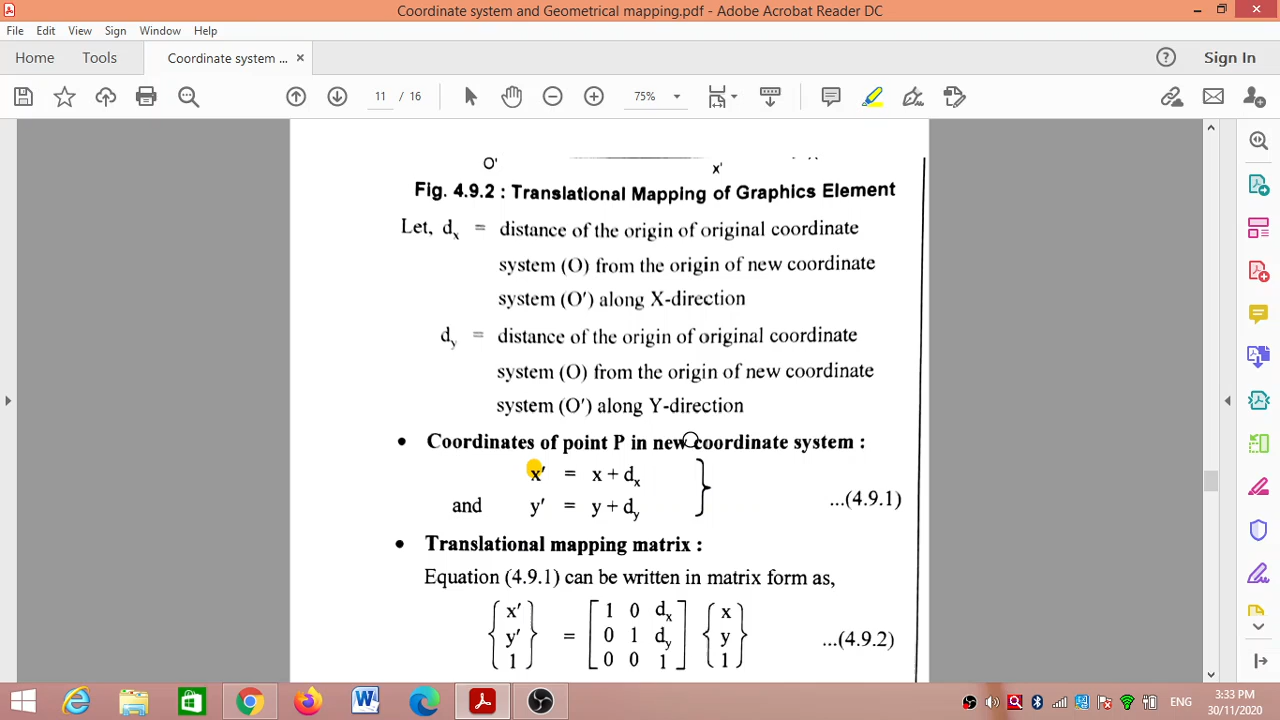 Coordinate system and Geometrical mapping.pdf - Adobe Acrobat Reader DC
File Edit View Sign Window Help
Home Tools Coordinate system ... × Sign In
11 / 16 75%
O' x'
Fig. 4.9.2 : Translational Mapping of Graphics Element
Let, dx = distance of the origin of original coordinate
system (O) from the origin of new coordinate
system (O') along X-direction
dy = distance of the origin of original coordinate
system (O) from the origin of new coordinate
system (O') along Y-direction
• Coordinates of point P in new coordinate system :
x' = x + dx
and y' = y + dy } ...(4.9.1)
• Translational mapping matrix :
Equation (4.9.1) can be written in matrix form as,
{ x' } [ 1 0 dx ] { x }
{ y' } = [ 0 1 dy ] { y } ...(4.9.2)
{ 1 } [ 0 0 1 ] { 1 }
ENG 3:33 PM
30/11/2020